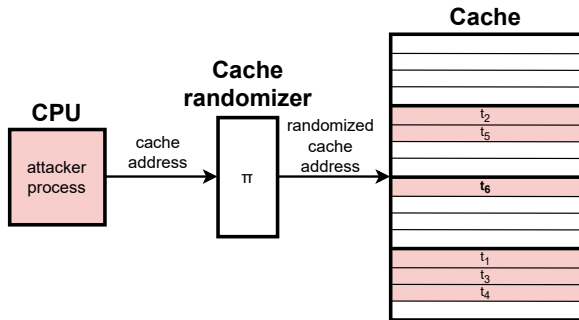 Cache
Cache
randomizer
CPU
attacker
process
cache
address
π
randomized
cache
address
t₂
t₅
t₆
t₁
t₃
t₄